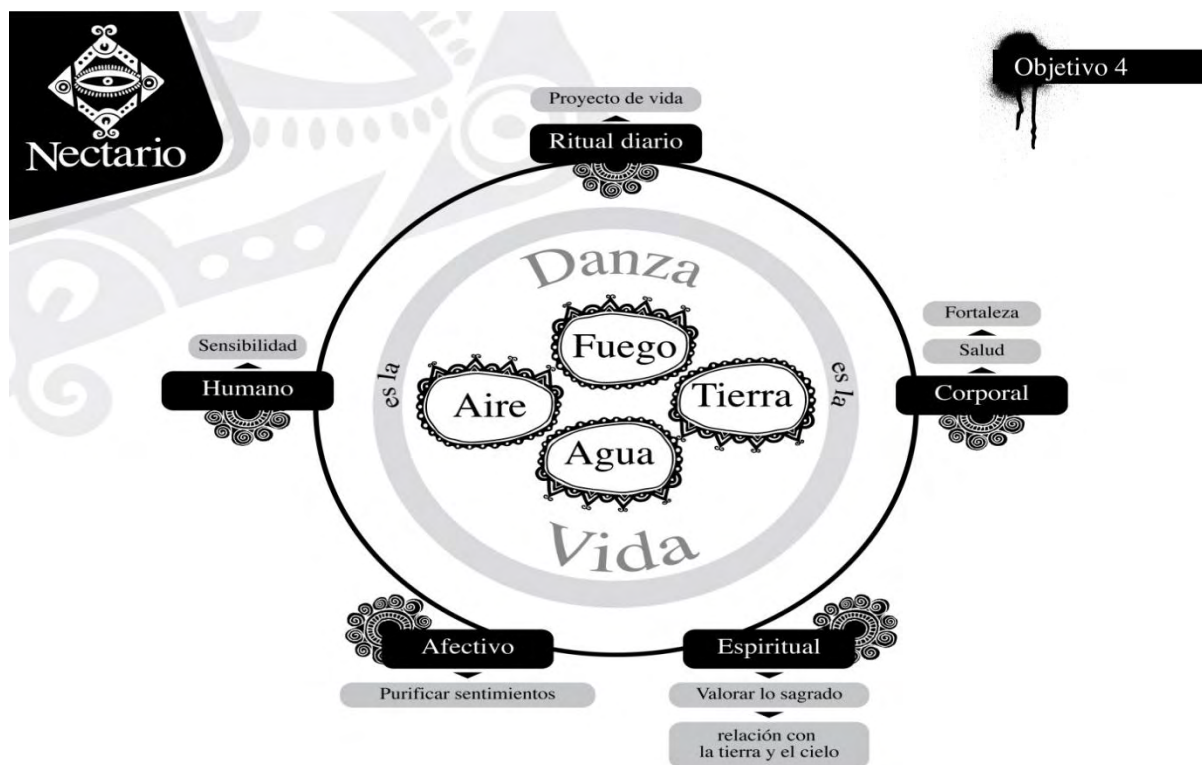 Nectario
Objetivo 4
Proyecto de vida
Ritual diario
Sensibilidad
Humano
Fortaleza
Salud
Corporal
Danza
es la
es la
Fuego
Aire
Tierra
Agua
Vida
Afectivo
Purificar sentimientos
Espiritual
Valorar lo sagrado
relación con
la tierra y el cielo